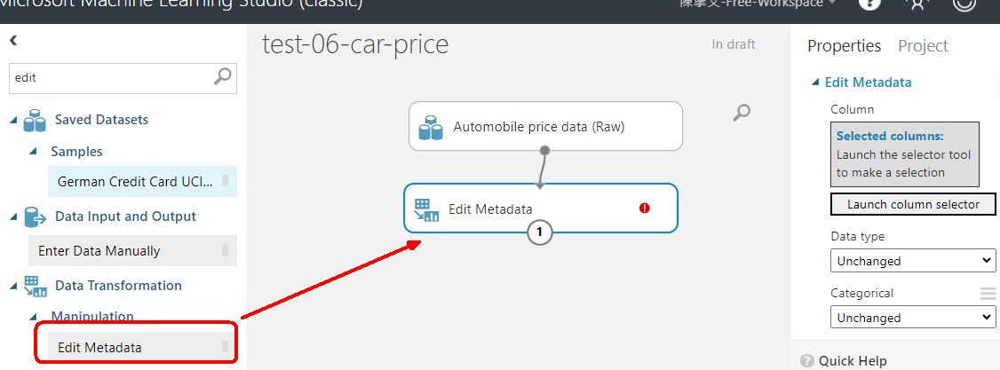 Microsoft Machine Learning Studio (classic)
陳擎文-Free-Workspace
?
edit
Saved Datasets
Samples
German Credit Card UCI...
Data Input and Output
Enter Data Manually
Data Transformation
Manipulation
Edit Metadata
test-06-car-price
In draft
Automobile price data (Raw)
Edit Metadata
!
1
Properties
Project
Edit Metadata
Column
Selected columns:
Launch the selector tool
to make a selection
Launch column selector
Data type
Unchanged
Categorical
Unchanged
? Quick Help